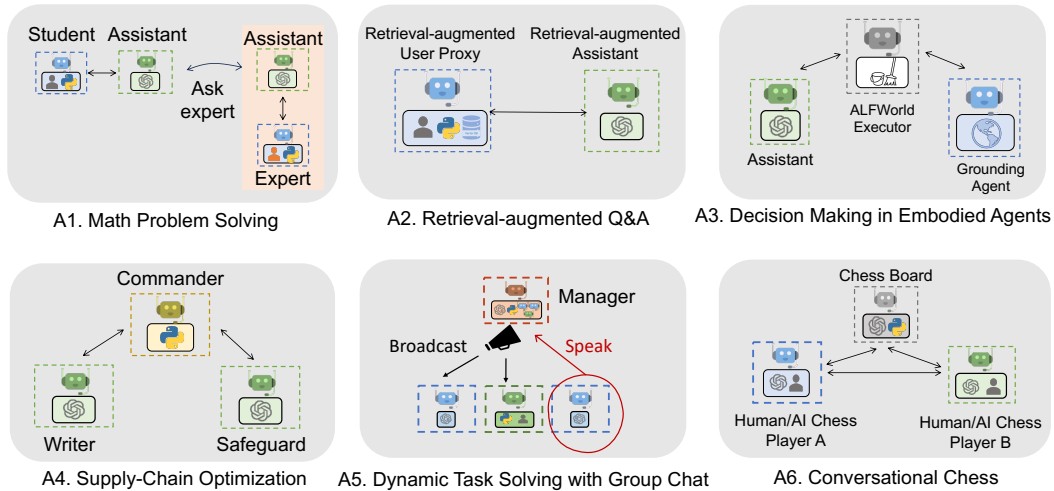 Student Assistant
Ask
expert
Assistant
Expert
A1. Math Problem Solving
Retrieval-augmented
User Proxy
Retrieval-augmented
Assistant
A2. Retrieval-augmented Q&A
ALFWorld
Executor
Assistant
Grounding
Agent
A3. Decision Making in Embodied Agents
Commander
Writer
Safeguard
A4. Supply-Chain Optimization
Manager
Broadcast
Speak
A5. Dynamic Task Solving with Group Chat
Chess Board
Human/AI Chess
Player A
Human/AI Chess
Player B
A6. Conversational Chess